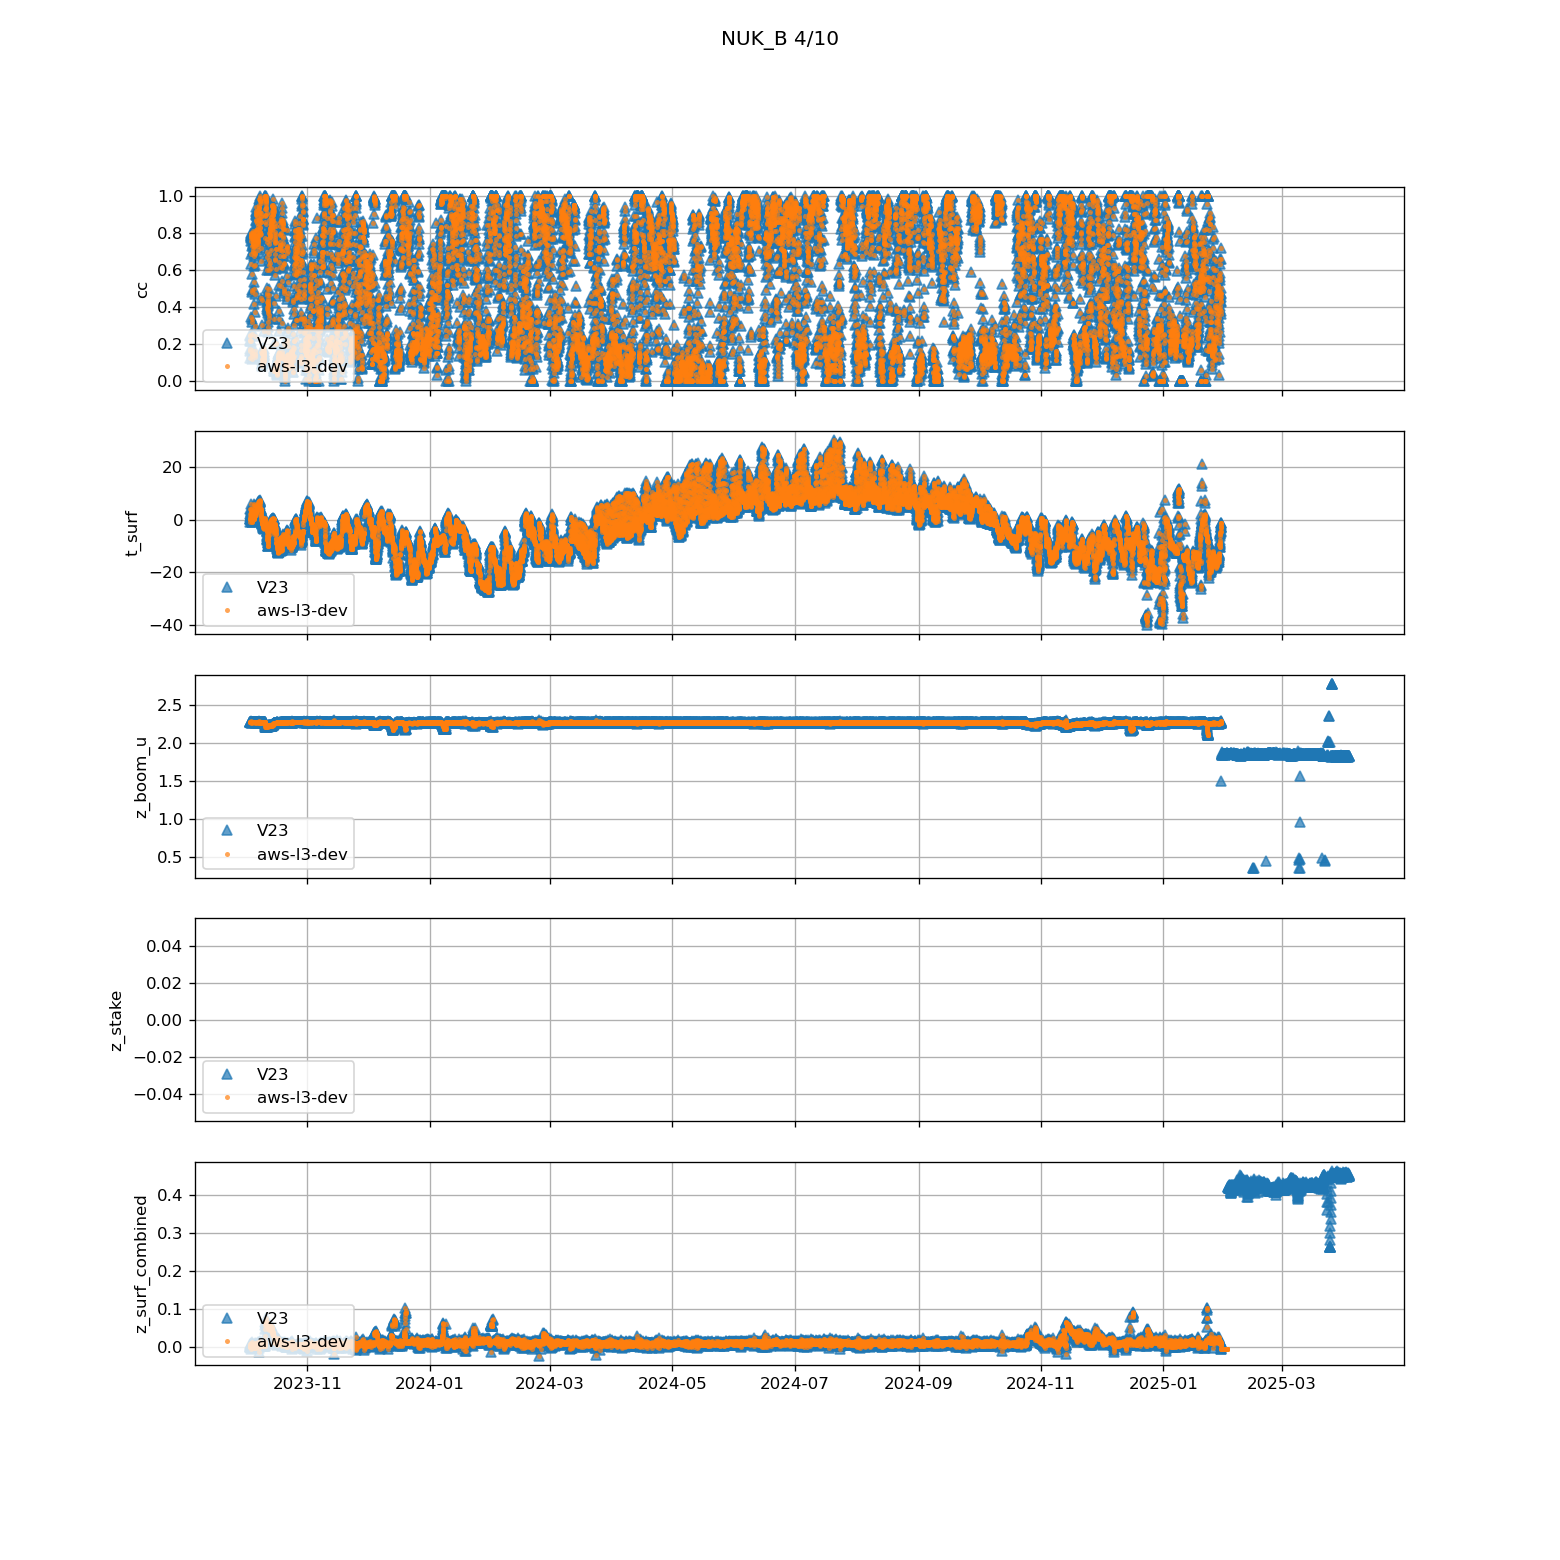 NUK_B 4/10
cc
1.0
0.8
0.6
0.4
0.2
0.0
V23
aws-l3-dev
t_surf
20
0
−20
−40
V23
aws-l3-dev
z_boom_u
2.5
2.0
1.5
1.0
0.5
V23
aws-l3-dev
z_stake
0.04
0.02
0.00
−0.02
−0.04
V23
aws-l3-dev
z_surf_combined
0.4
0.3
0.2
0.1
0.0
V23
aws-l3-dev
2023-11 2024-01 2024-03 2024-05 2024-07 2024-09 2024-11 2025-01 2025-03